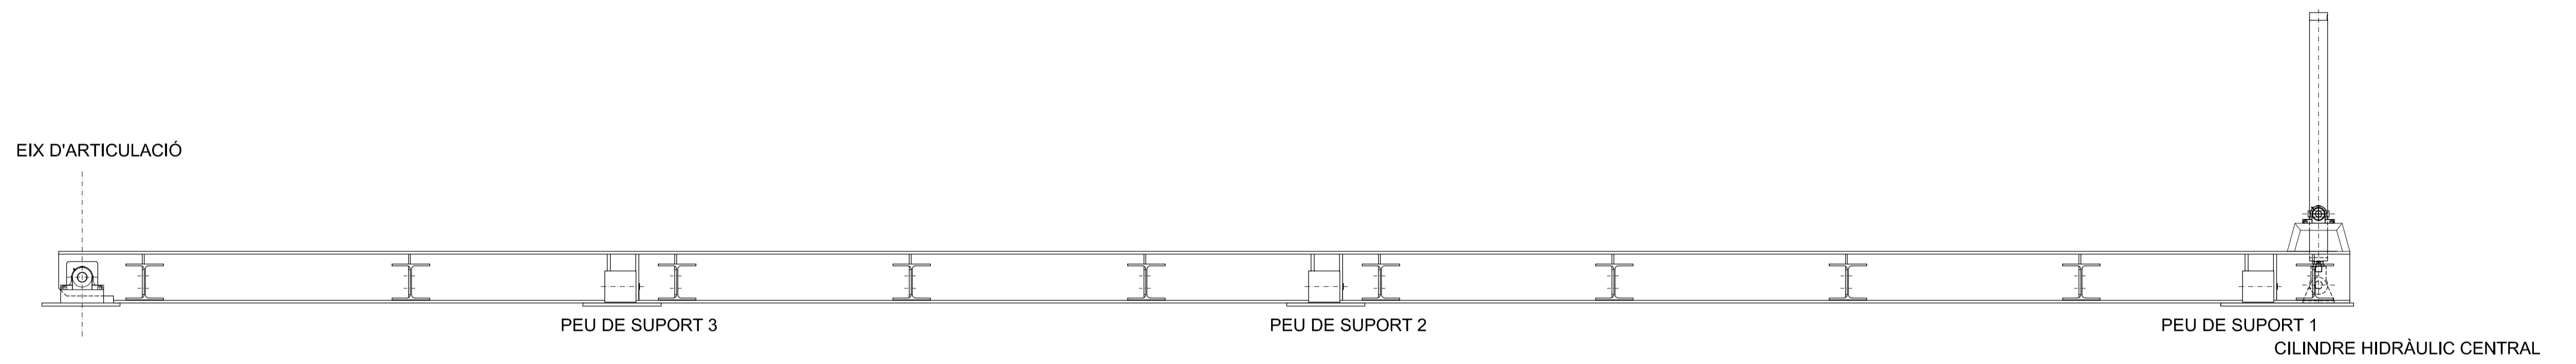 EIX D'ARTICULACIÓ
PEU DE SUPORT 3
PEU DE SUPORT 2
PEU DE SUPORT 1
CILINDRE HIDRÀULIC CENTRAL